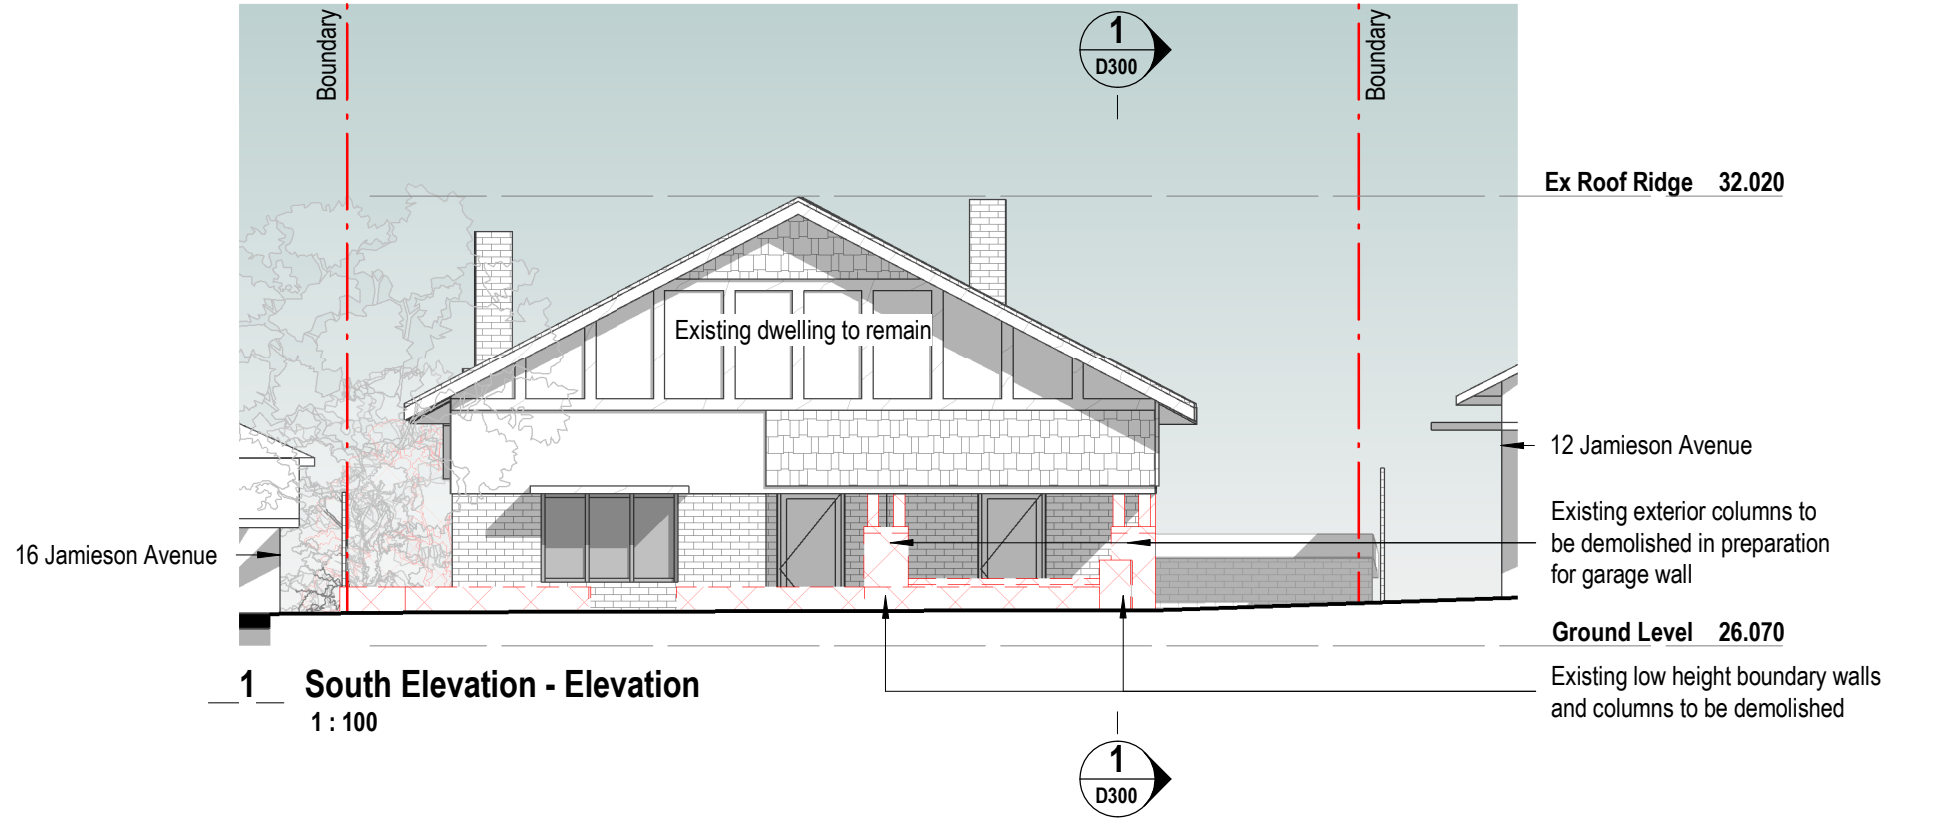 Boundary
1
D300
Boundary
Ex Roof Ridge 32.020
Existing dwelling to remain
12 Jamieson Avenue
Existing exterior columns to
be demolished in preparation
for garage wall
16 Jamieson Avenue
Ground Level 26.070
Existing low height boundary walls
and columns to be demolished
1 South Elevation - Elevation
1 : 100
1
D300